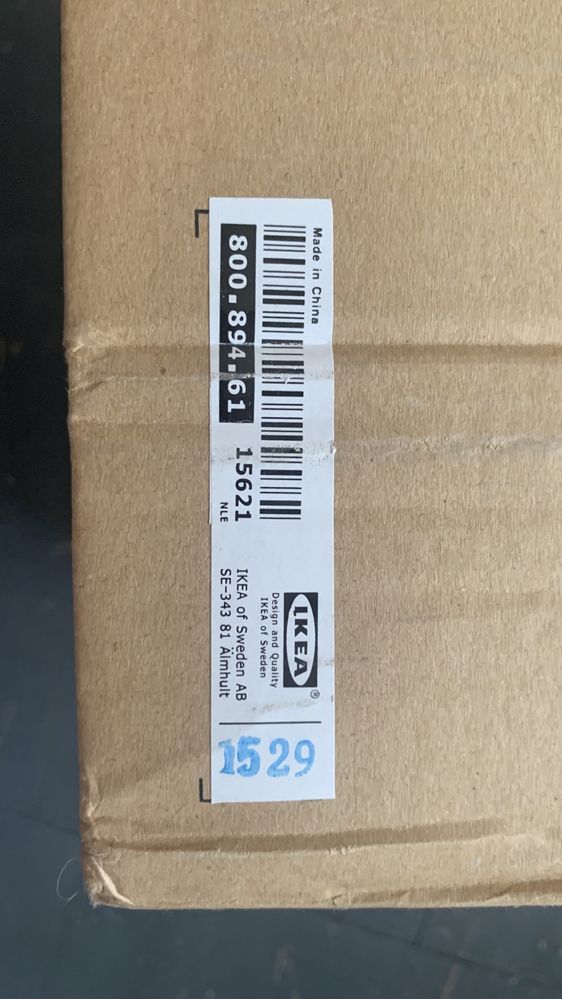 Made in China
800.894.61 15621
NLE
IKEA®
Design and Quality
IKEA of Sweden
IKEA of Sweden AB
SE-343 81 Älmhult
1529